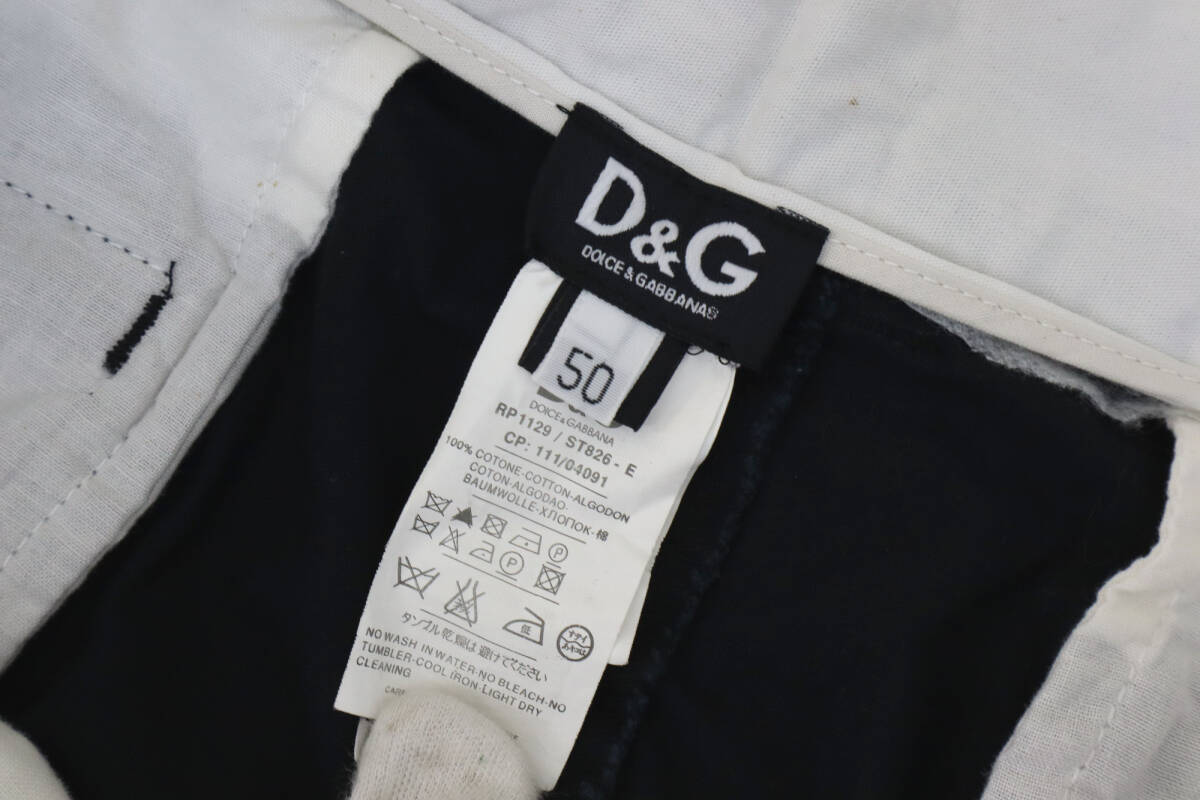 D&G
DOLCE & GABBANA
50
DOLCE & GABBANA
RP1129 / ST826 - E
CP: 111/04091
100% COTONE-COTTON-ALGODON
COTON-ALGODAO-
BAUMWOLLE-ХЛОПОК-棉
P
P
低
タンブル乾燥は避けてください
NO WASH IN WATER-NO BLEACH-NO
TUMBLER-COOL IRON-LIGHT DRY
CLEANING